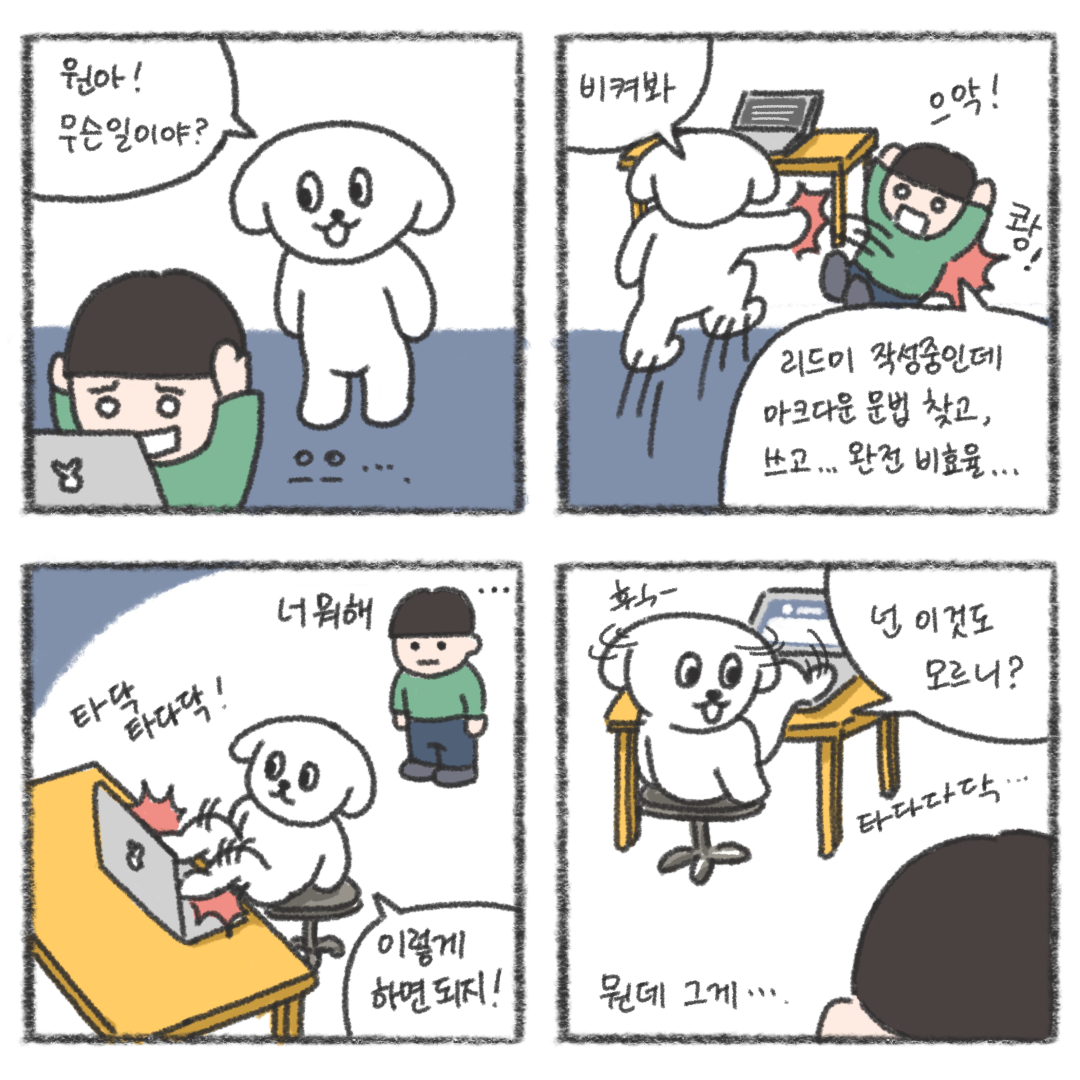 뭔아!
무슨일이야?
비켜봐
으악!
쾅!
리드미 작성중인데
마크다운 문법 찾고,
쓰고... 완전 비효율...
너 뭐해
...
타닥
타다닥!
이렇게
하면 되지!
후식-
넌 이것도
모르니?
타다다닥...
뭔데 그게....